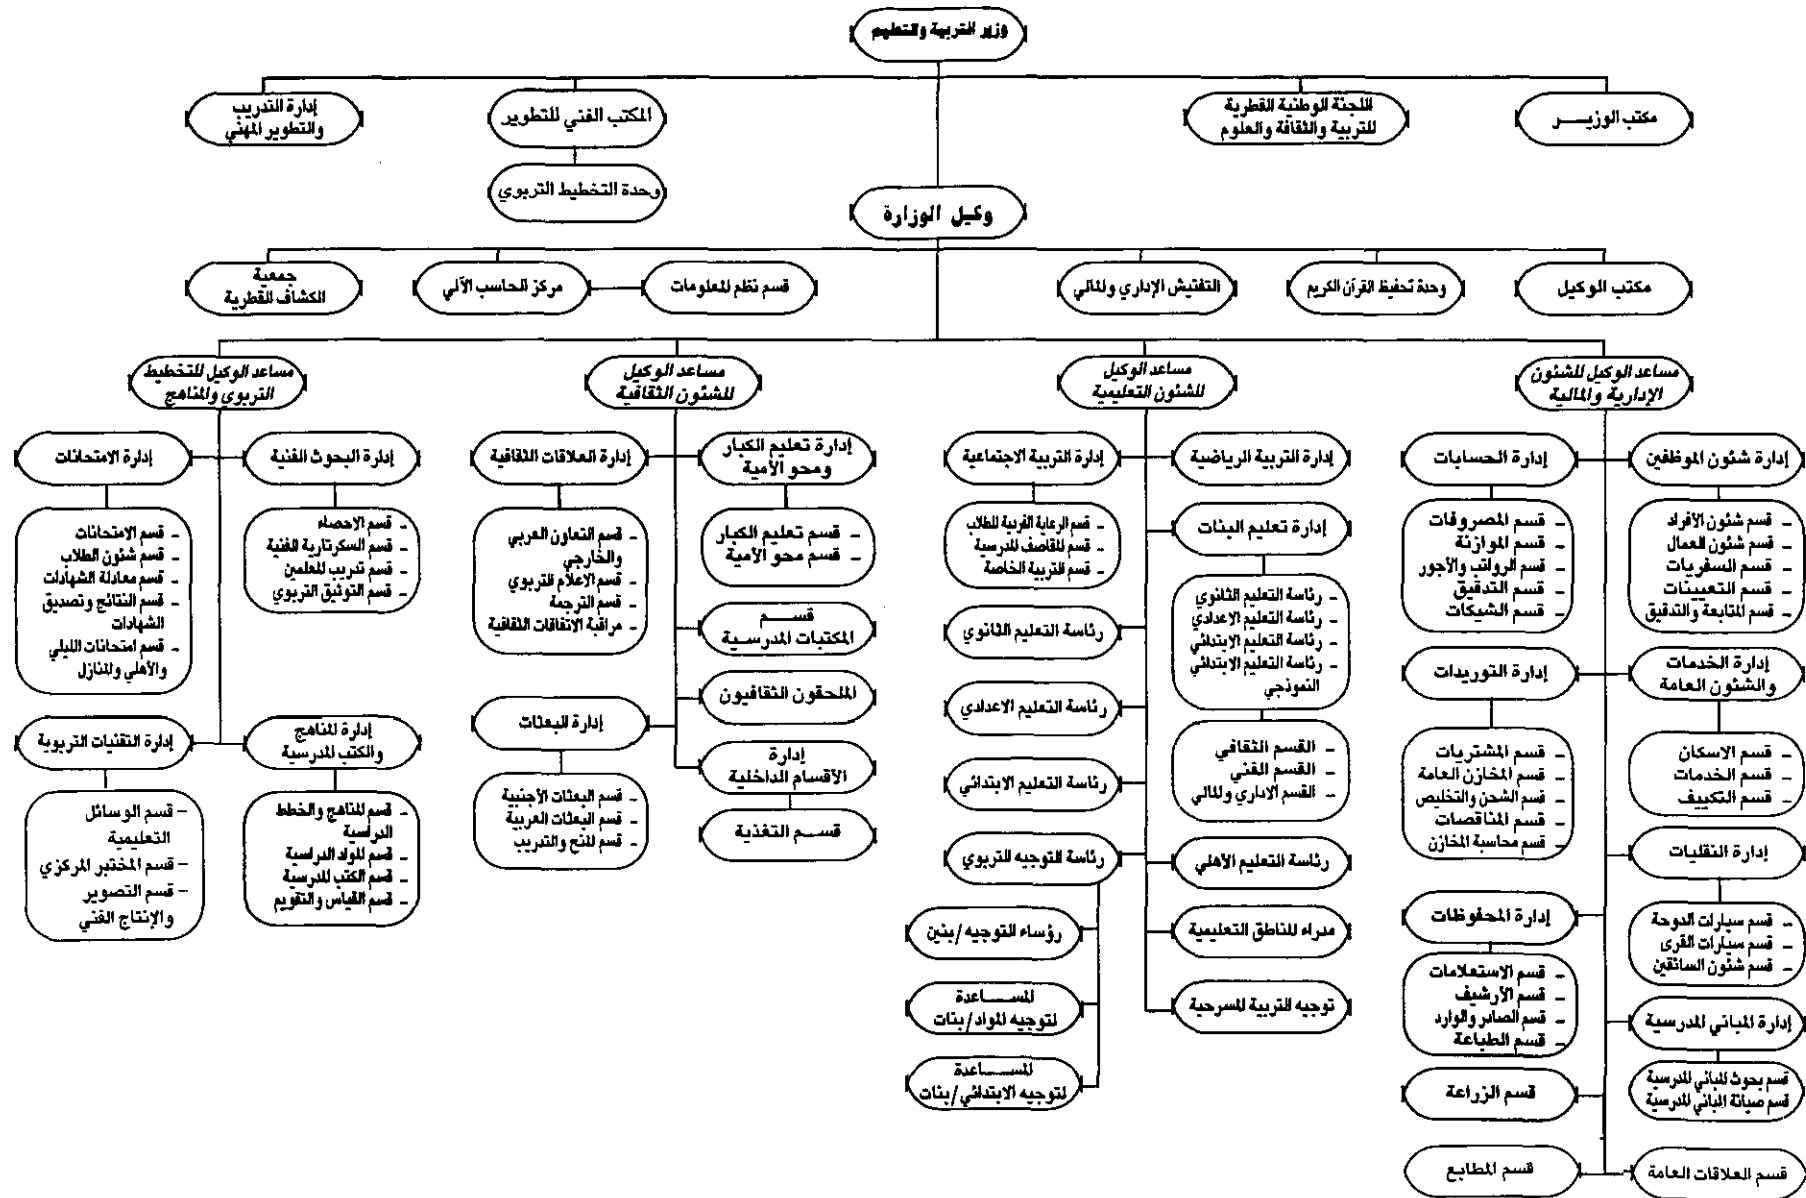 وزير التربية والتعليم
مكتب الوزيــــر
اللجنة الوطنية القطرية
للتربية والثقافة والعلوم
المكتب الفني للتطوير
إدارة التدريب
والتطوير المهني
وحدة التخطيط التربوي
وكيل الوزارة
مكتب الوكيل
وحدة تحفيظ القرآن الكريم
التفتيش الإداري والمالي
قسم نظم المعلومات
مركز الحاسب الآلي
جمعية
الكشاف القطرية
مساعد الوكيل للشئون
الإدارية والمالية
مساعد الوكيل
للشئون التعليمية
مساعد الوكيل
للشئون الثقافية
مساعد الوكيل للتخطيط
التربوي والمناهج
إدارة شئون الموظفين
- قسم شئون الأفراد
- قسم شئون العمال
- قسم السفريات
- قسم التعيينات
- قسم المتابعة والتدقيق
إدارة الحسابات
- قسم المصروفات
- قسم الموازنة
- قسم الرواتب والأجور
- قسم التدقيق
- قسم الشيكات
إدارة الخدمات
والشئون العامة
- قسم الاسكان
- قسم الخدمات
- قسم التكييف
إدارة التوريدات
- قسم المشتريات
- قسم المخازن العامة
- قسم الشحن والتخليص
- قسم المناقصات
- قسم محاسبة المخازن
إدارة النقليات
- قسم سيارات الدوحة
- قسم سيارات القرى
- قسم شئون السائقين
إدارة المحفوظات
- قسم الاستعلامات
- قسم الأرشيف
- قسم الصادر والوارد
- قسم الطباعة
إدارة المباني المدرسية
قسم بحوث المباني المدرسية
قسم صيانة المباني المدرسية
قسم الزراعة
قسم العلاقات العامة
قسم المطابع
إدارة التربية الرياضية
إدارة التربية الاجتماعية
- قسم الرعاية الفردية للطلاب
- قسم المقاصف المدرسية
- قسم التربية الخاصة
إدارة تعليم البنات
- رئاسة التعليم الثانوي
- رئاسة التعليم الاعدادي
- رئاسة التعليم الابتدائي
- رئاسة التعليم الابتدائي
النموذجي
- القسم الثقافي
- القسم الفني
- القسم الاداري والمالي
رئاسة التعليم الثانوي
رئاسة التعليم الاعدادي
رئاسة التعليم الابتدائي
رئاسة التعليم الأهلي
رئاسة التوجيه التربوي
مدراء المناطق التعليمية
رؤساء التوجيه/بنين
توجيه التربية المسرحية
المســـاعدة
لتوجيه المواد/بنات
المســـاعدة
لتوجيه الابتدائي/بنات
إدارة تعليم الكبار
ومحو الأمية
- قسم تعليم الكبار
- قسم محو الأمية
إدارة العلاقات الثقافية
- قسم التعاون العربي
والخارجي
- قسم الاعلام التربوي
- قسم الترجمة
- مراقبة الاتفاقات الثقافية
قســـم
المكتبات المدرسـية
الملحقون الثقافيون
إدارة البعثات
- قسم البعثات الأجنبية
- قسم البعثات العربية
- قسم المنح والتدريب
إدارة
الأقسام الداخلية
قســـم التغذية
إدارة البحوث الفنية
- قسم الاحصاء
- قسم السكرتارية الفنية
- قسم تدريب المعلمين
- قسم التوثيق التربوي
إدارة الامتحانات
- قسم الامتحانات
- قسم شئون الطلاب
- قسم معادلة الشهادات
- قسم النتائج وتصديق
الشهادات
- قسم امتحانات الليلي
والأهلي والمنازل
إدارة المناهج
والكتب المدرسية
- قسم المناهج والخطط
الدراسية
- قسم المواد الدراسية
- قسم الكتب المدرسية
- قسم القياس والتقويم
إدارة التقنيات التربوية
- قسم الوسائل
التعليمية
- قسم المختبر المركزي
- قسم التصوير
والإنتاج الفني